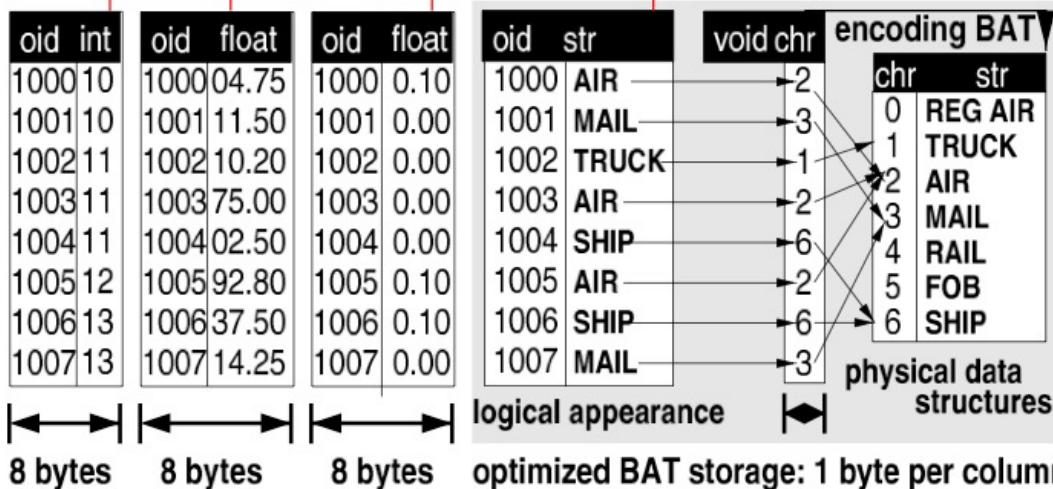 oid int
1000 10
1001 10
1002 11
1003 11
1004 11
1005 12
1006 13
1007 13
8 bytes
oid float
1000 04.75
1001 11.50
1002 10.20
1003 75.00
1004 02.50
1005 92.80
1006 37.50
1007 14.25
8 bytes
oid float
1000 0.10
1001 0.00
1002 0.00
1003 0.00
1004 0.00
1005 0.10
1006 0.10
1007 0.00
8 bytes
oid str
1000 AIR
1001 MAIL
1002 TRUCK
1003 AIR
1004 SHIP
1005 AIR
1006 SHIP
1007 MAIL
logical appearance
void chr
2
3
1
2
6
2
6
3
encoding BAT
chr str
0 REG AIR
1 TRUCK
2 AIR
3 MAIL
4 RAIL
5 FOB
6 SHIP
physical data
structures
optimized BAT storage: 1 byte per colum